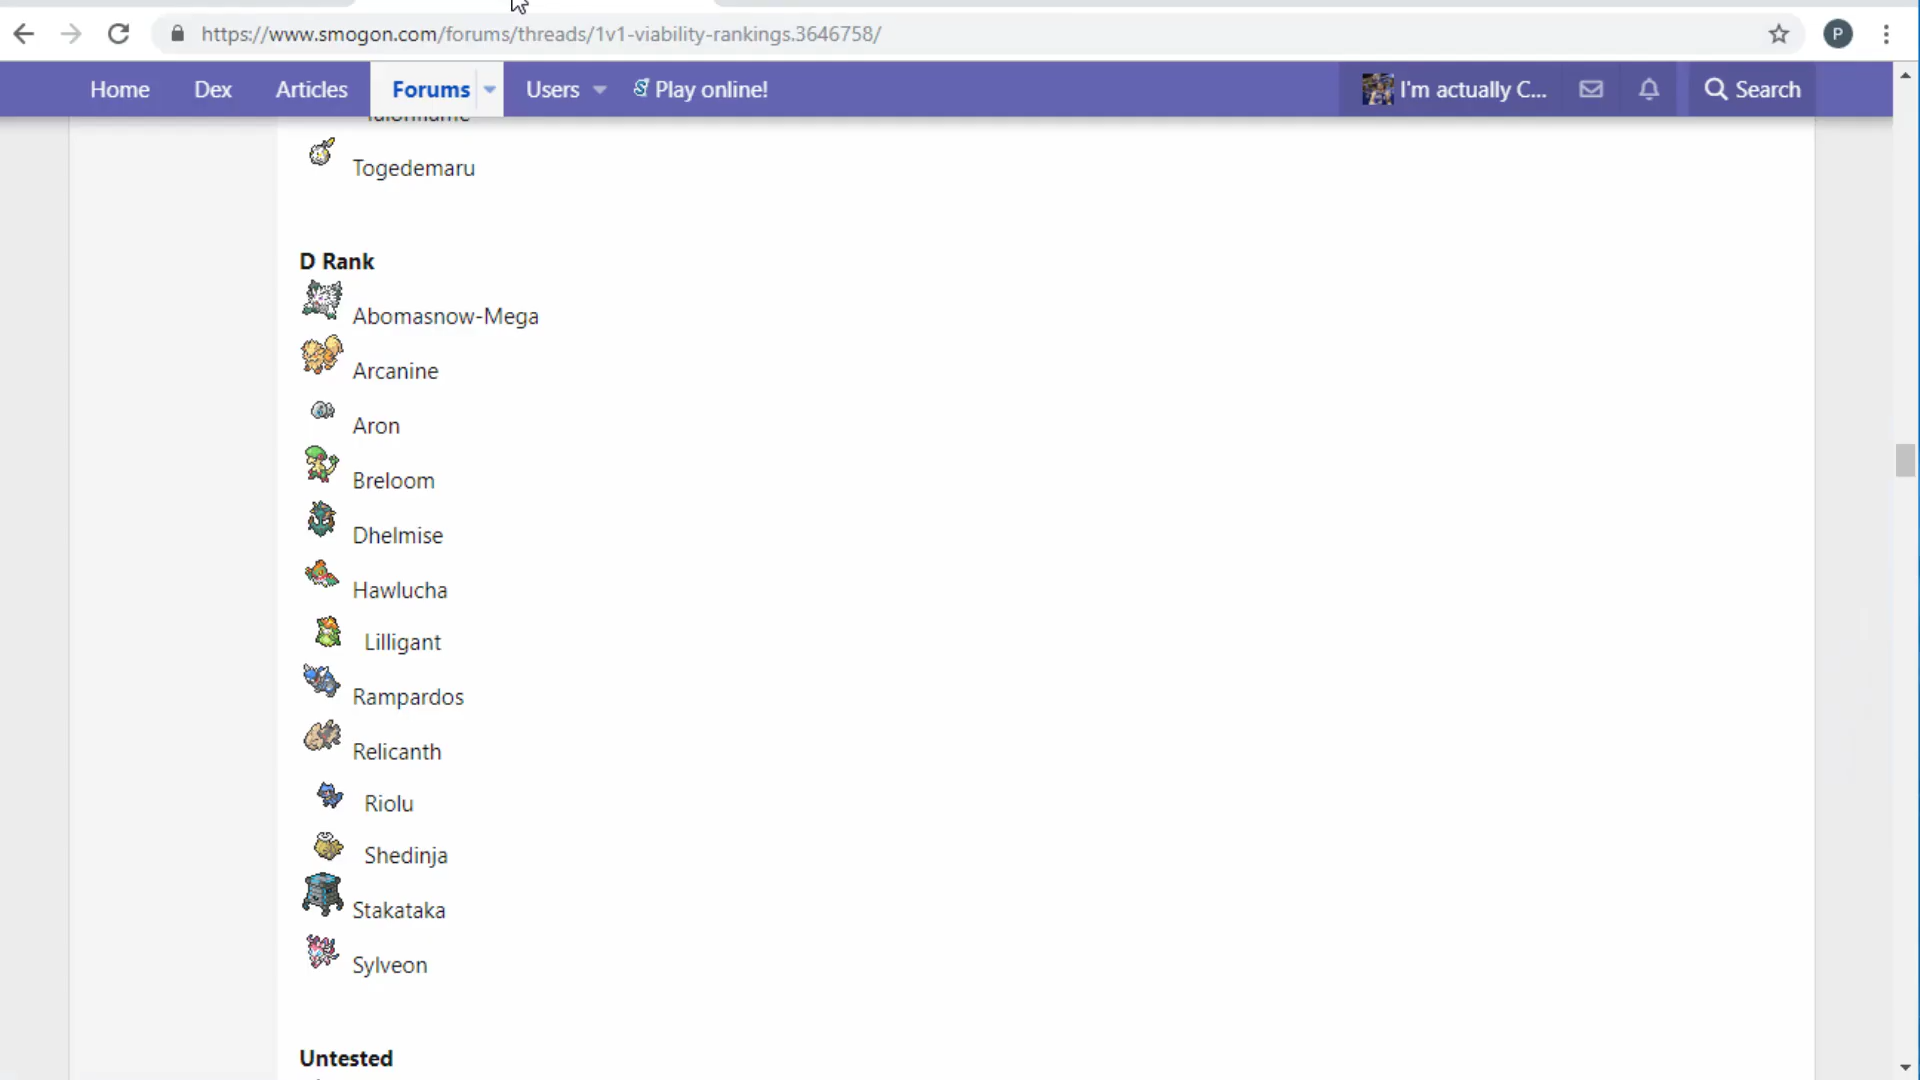 https://www.smogon.com/forums/threads/1v1-viability-rankings.3646758/
P
Home Dex Articles Forums Users Play online! I'm actually C... Search
Togedemaru
D Rank
Abomasnow-Mega
Arcanine
Aron
Breloom
Dhelmise
Hawlucha
Lilligant
Rampardos
Relicanth
Riolu
Shedinja
Stakataka
Sylveon
Untested